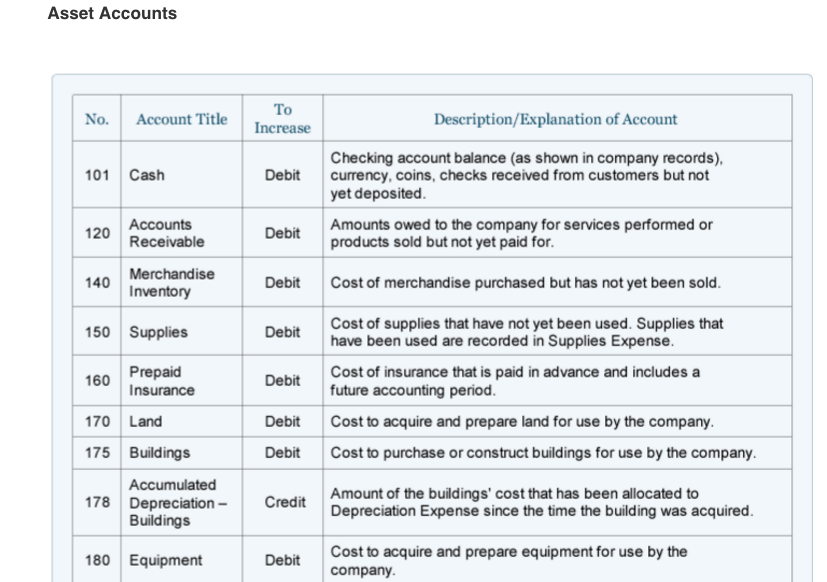 Asset Accounts
No. Account Title To Increase Description/Explanation of Account
101 Cash Debit Checking account balance (as shown in company records),
currency, coins, checks received from customers but not
yet deposited.
120 Accounts Receivable Debit Amounts owed to the company for services performed or
products sold but not yet paid for.
140 Merchandise Inventory Debit Cost of merchandise purchased but has not yet been sold.
150 Supplies Debit Cost of supplies that have not yet been used. Supplies that
have been used are recorded in Supplies Expense.
160 Prepaid Insurance Debit Cost of insurance that is paid in advance and includes a
future accounting period.
170 Land Debit Cost to acquire and prepare land for use by the company.
175 Buildings Debit Cost to purchase or construct buildings for use by the company.
178 Accumulated Depreciation – Buildings Credit Amount of the buildings' cost that has been allocated to
Depreciation Expense since the time the building was acquired.
180 Equipment Debit Cost to acquire and prepare equipment for use by the
company.